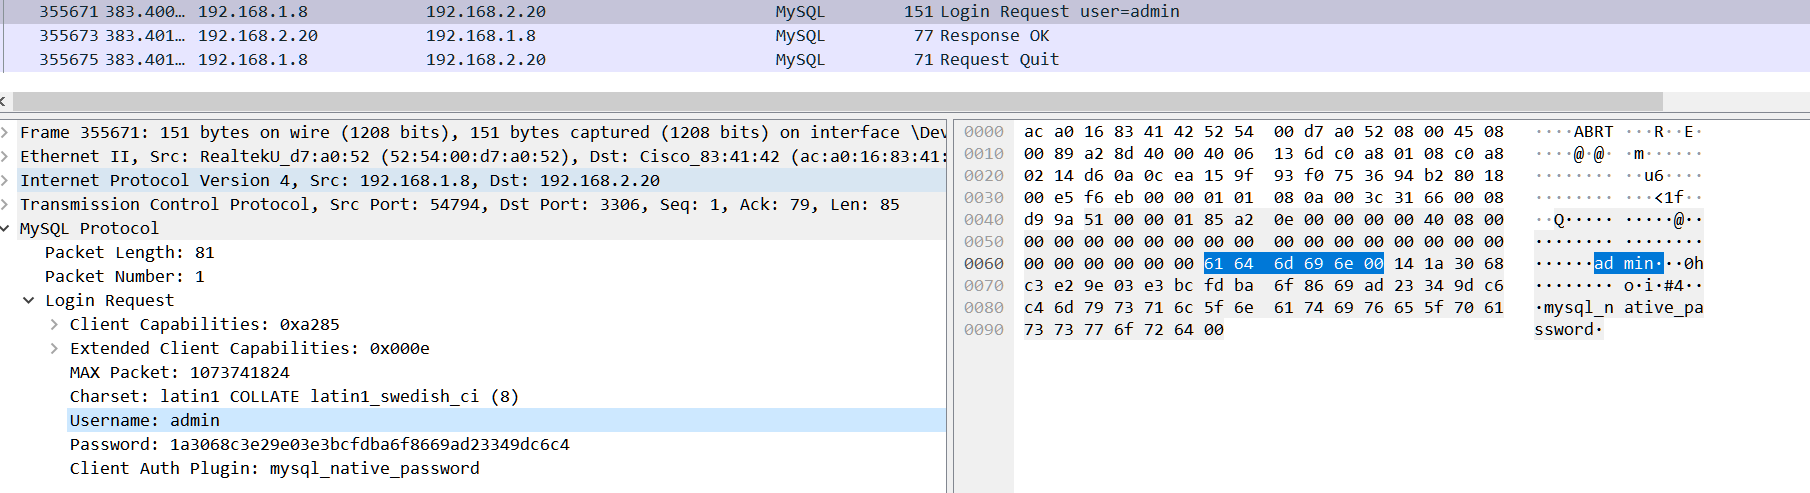 355671 383.400… 192.168.1.8 192.168.2.20 MySQL 151 Login Request user=admin
355673 383.401… 192.168.2.20 192.168.1.8 MySQL 77 Response OK
355675 383.401… 192.168.1.8 192.168.2.20 MySQL 71 Request Quit
Frame 355671: 151 bytes on wire (1208 bits), 151 bytes captured (1208 bits) on interface \Dev
Ethernet II, Src: RealtekU_d7:a0:52 (52:54:00:d7:a0:52), Dst: Cisco_83:41:42 (ac:a0:16:83:41:
Internet Protocol Version 4, Src: 192.168.1.8, Dst: 192.168.2.20
Transmission Control Protocol, Src Port: 54794, Dst Port: 3306, Seq: 1, Ack: 79, Len: 85
MySQL Protocol
Packet Length: 81
Packet Number: 1
Login Request
Client Capabilities: 0xa285
Extended Client Capabilities: 0x000e
MAX Packet: 1073741824
Charset: latin1 COLLATE latin1_swedish_ci (8)
Username: admin
Password: 1a3068c3e29e03e3bcfdba6f8669ad23349dc6c4
Client Auth Plugin: mysql_native_password
0000 ac a0 16 83 41 42 52 54 00 d7 a0 52 08 00 45 08 ····ABRT ···R··E·
0010 00 89 a2 8d 40 00 40 06 13 6d c0 a8 01 08 c0 a8 ····@·@· ·m······
0020 02 14 d6 0a 0c ea 15 9f 93 f0 75 36 94 b2 80 18 ········ ··u6····
0030 00 e5 f6 eb 00 00 01 01 08 0a 00 3c 31 66 00 08 ········ ···<1f··
0040 d9 9a 51 00 00 01 85 a2 0e 00 00 00 00 40 08 00 ··Q····· ·····@··
0050 00 00 00 00 00 00 00 00 00 00 00 00 00 00 00 00 ········ ········
0060 00 00 00 00 00 00 61 64 6d 69 6e 00 14 1a 30 68 ······ad min···0h
0070 c3 e2 9e 03 e3 bc fd ba 6f 86 69 ad 23 34 9d c6 ········ o·i·#4··
0080 c4 6d 79 73 71 6c 5f 6e 61 74 69 76 65 5f 70 61 ·mysql_n ative_pa
0090 73 73 77 6f 72 64 00 ssword·